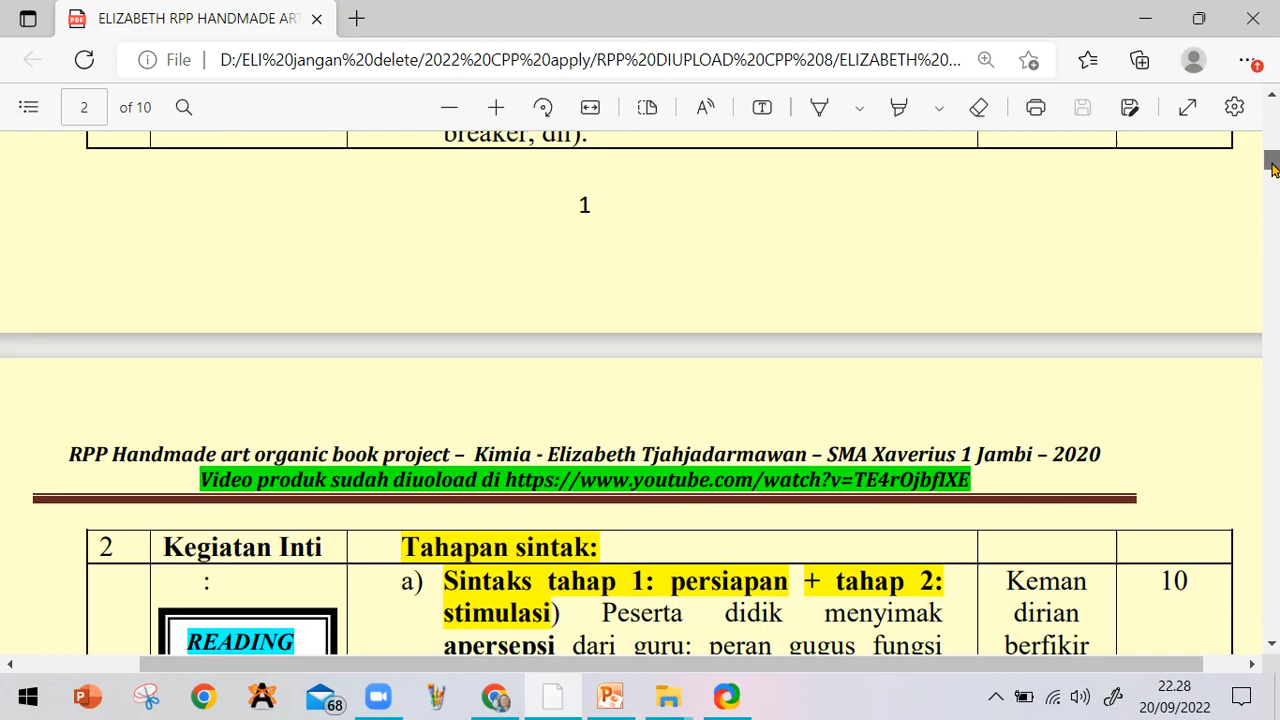 ELIZABETH RPP HANDMADE AR
File
D:/ELI%20jangan%20delete/2022%20CPP%20apply/RPP%20DIUPLOAD%20CPP%208/ELIZABETH%20...
2 of 10
breaker, dll).
1
RPP Handmade art organic book project – Kimia - Elizabeth Tjahjadarmawan – SMA Xaverius 1 Jambi – 2020
Video produk sudah diuoload di https://www.youtube.com/watch?v=TE4rOjbfIXE
2 Kegiatan Inti Tahapan sintak:
: a) Sintaks tahap 1: persiapan + tahap 2: Keman 10
stimulasi) Peserta didik menyimak dirian
READING apersepsi dari guru: peran gugus fungsi berfikir
68
22.28
20/09/2022